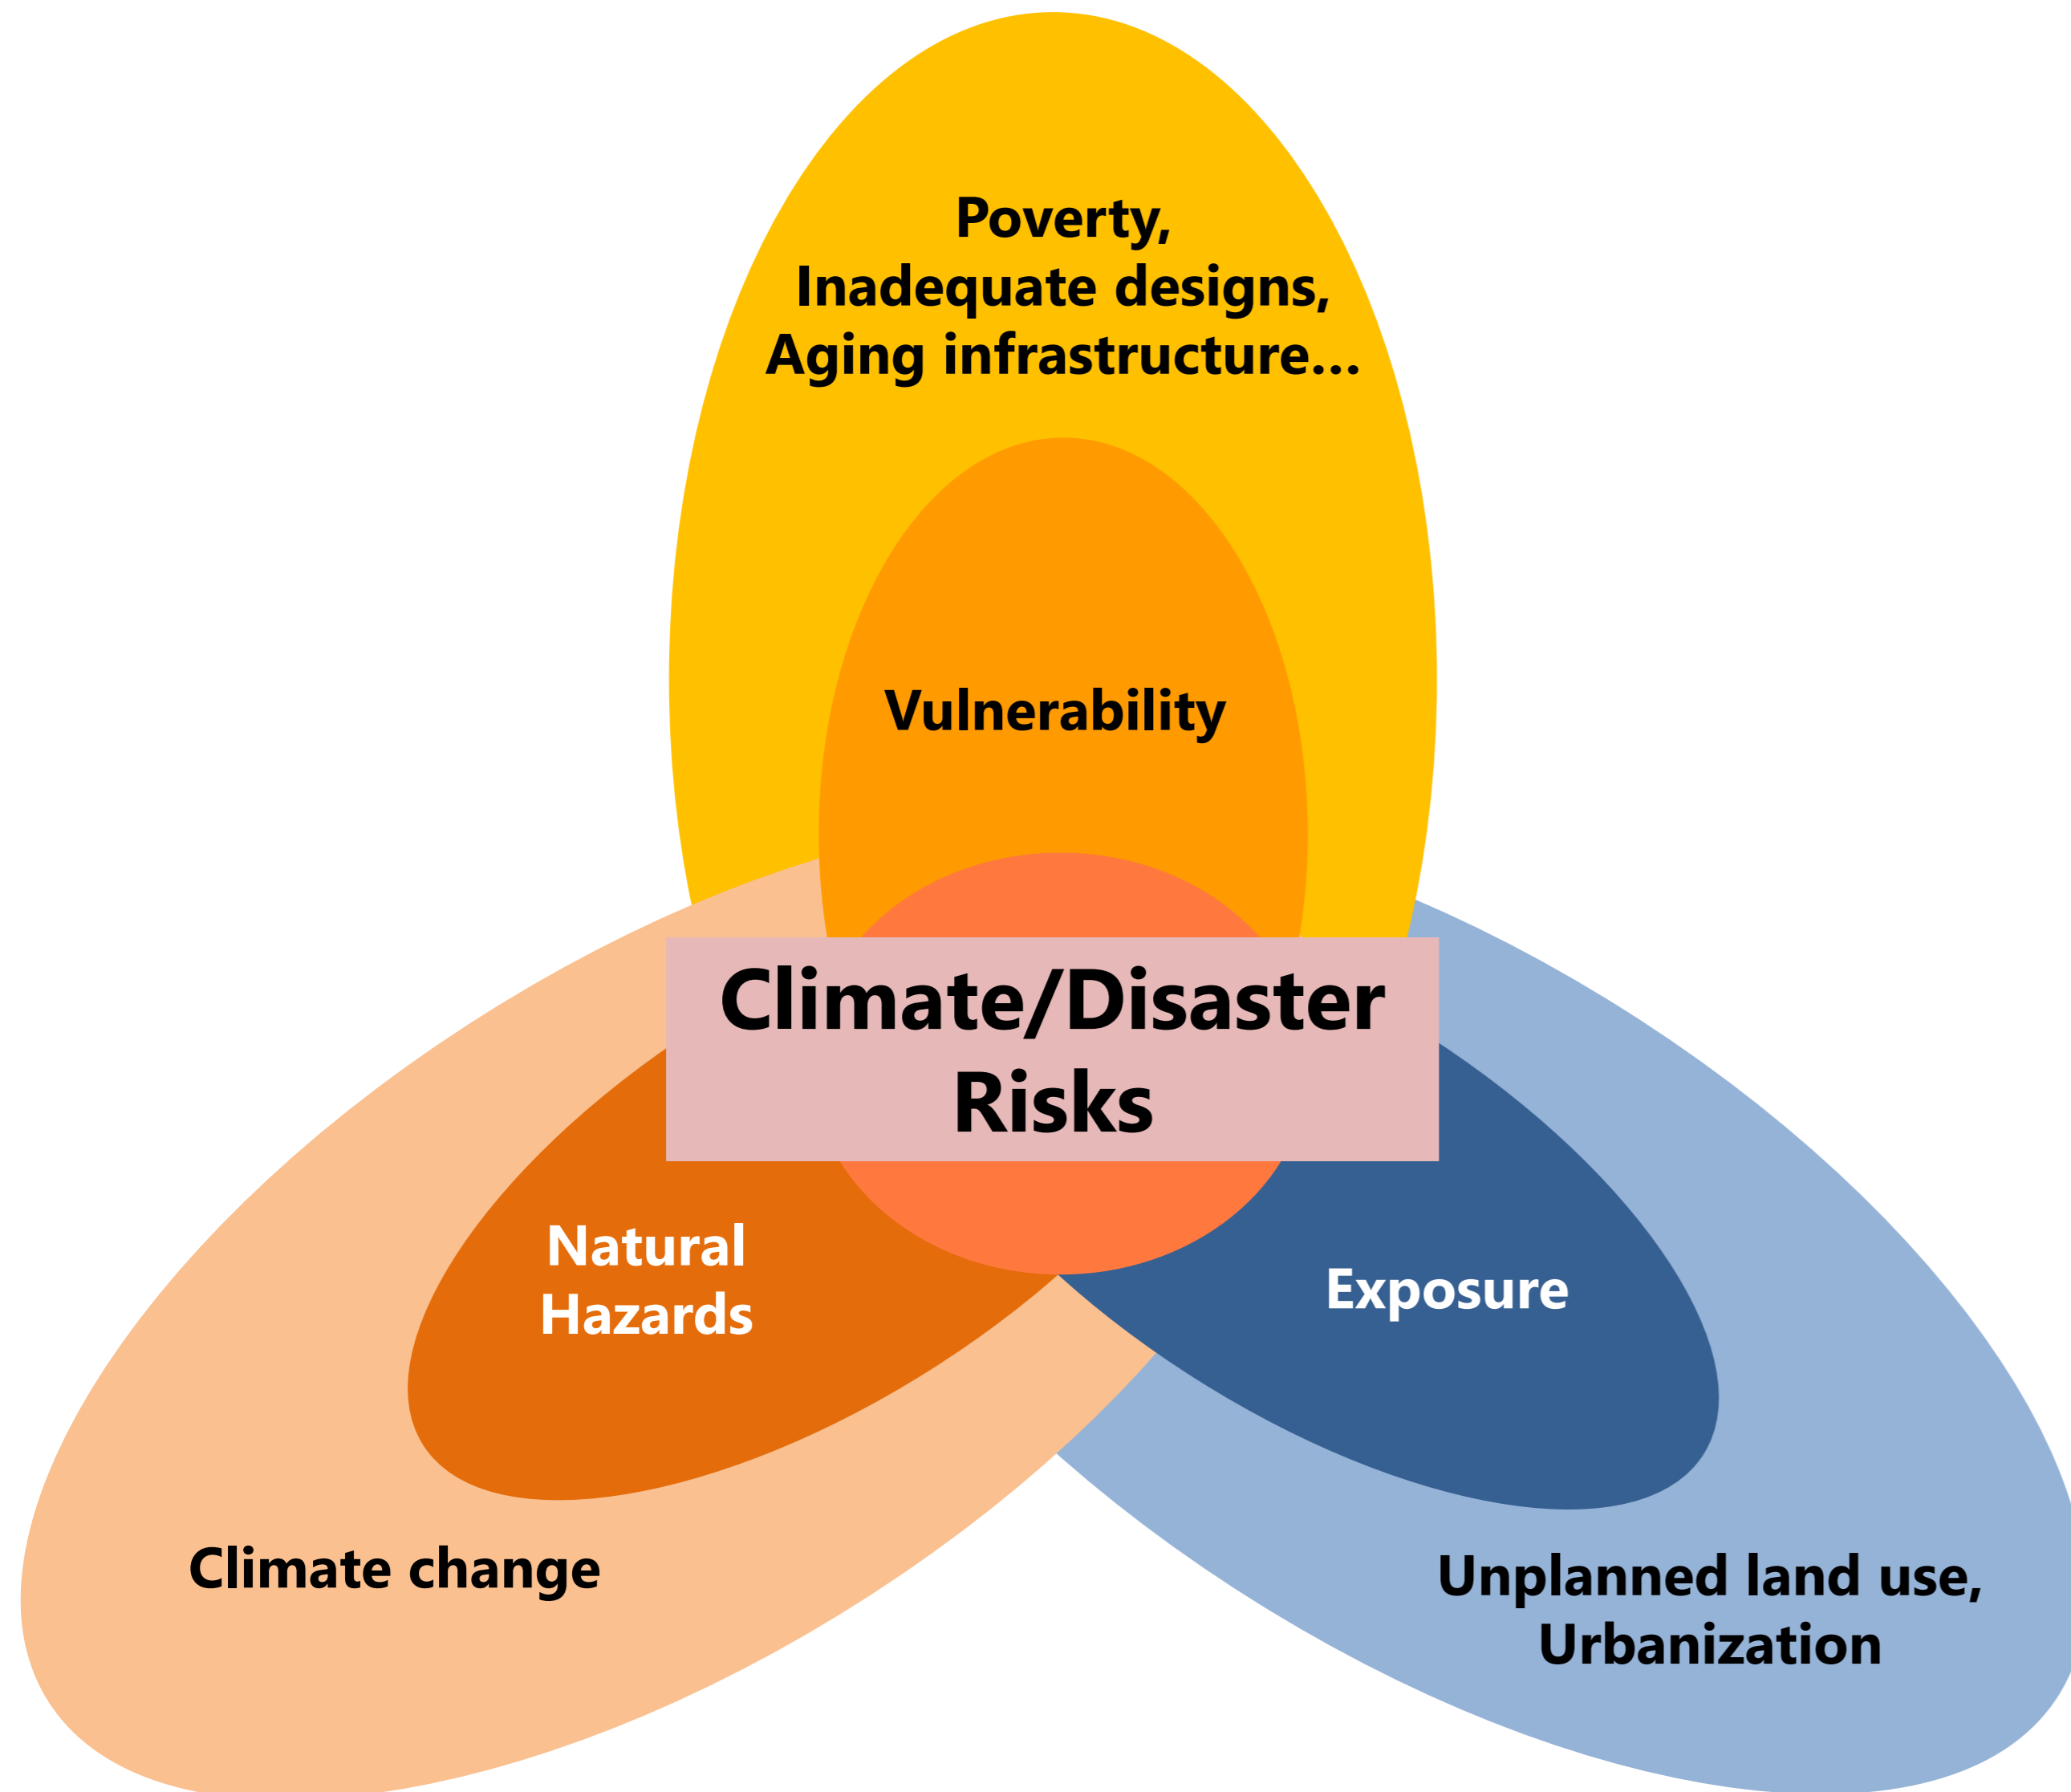 Poverty,
Inadequate designs,
Aging infrastructure...
Vulnerability
Climate/Disaster
Risks
Natural
Hazards
Exposure
Climate change
Unplanned land use,
Urbanization